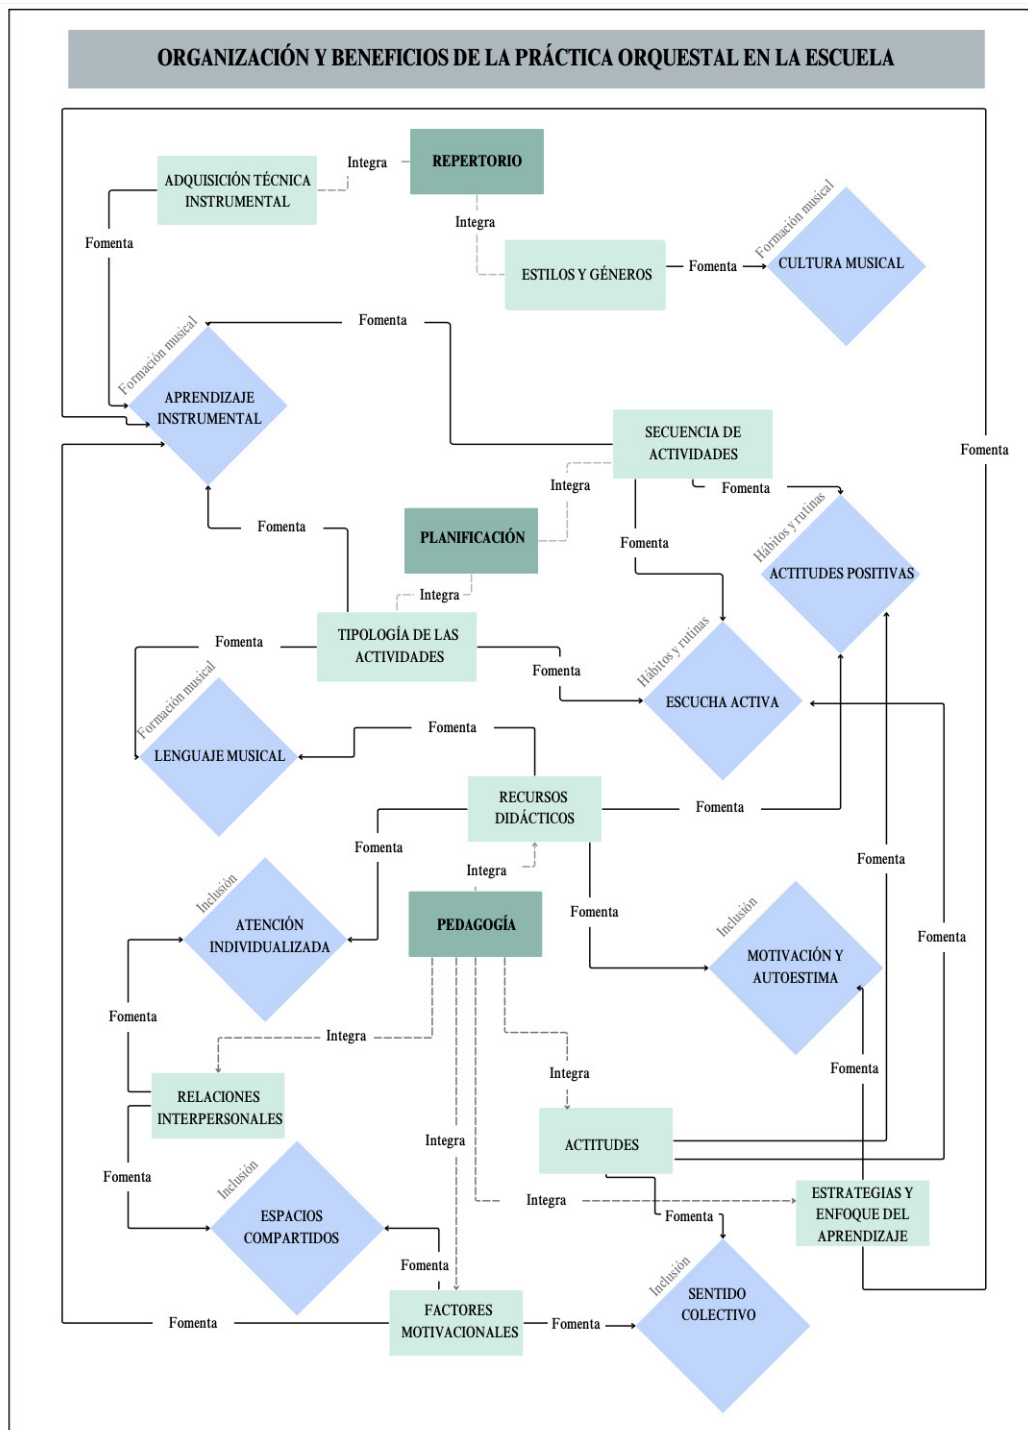 ORGANIZACIÓN Y BENEFICIOS DE LA PRÁCTICA ORQUESTAL EN LA ESCUELA
REPERTORIO
Integra
ADQUISICIÓN TÉCNICA
INSTRUMENTAL
Integra
Formación musical
Fomenta
ESTILOS Y GÉNEROS
Fomenta
CULTURA MUSICAL
Fomenta
Formación musical
APRENDIZAJE
INSTRUMENTAL
SECUENCIA DE
ACTIVIDADES
Fomenta
Integra
Fomenta
Hábitos y rutinas
Fomenta
PLANIFICACIÓN
Fomenta
ACTITUDES POSITIVAS
Integra
TIPOLOGÍA DE LAS
ACTIVIDADES
Fomenta
Hábitos y rutinas
Fomenta
Formación musical
ESCUCHA ACTIVA
LENGUAJE MUSICAL
Fomenta
RECURSOS
DIDÁCTICOS
Fomenta
Fomenta
Fomenta
Integra
Inclusión
Fomenta
Inclusión
ATENCIÓN
INDIVIDUALIZADA
PEDAGOGÍA
Fomenta
MOTIVACIÓN Y
AUTOESTIMA
Fomenta
Integra
Integra
Fomenta
RELACIONES
INTERPERSONALES
Integra
ACTITUDES
Fomenta
Inclusión
Integra
ESTRATEGIAS Y
ENFOQUE DEL
APRENDIZAJE
ESPACIOS
COMPARTIDOS
Fomenta
Fomenta
Inclusión
SENTIDO
COLECTIVO
FACTORES
MOTIVACIONALES
Fomenta
Fomenta